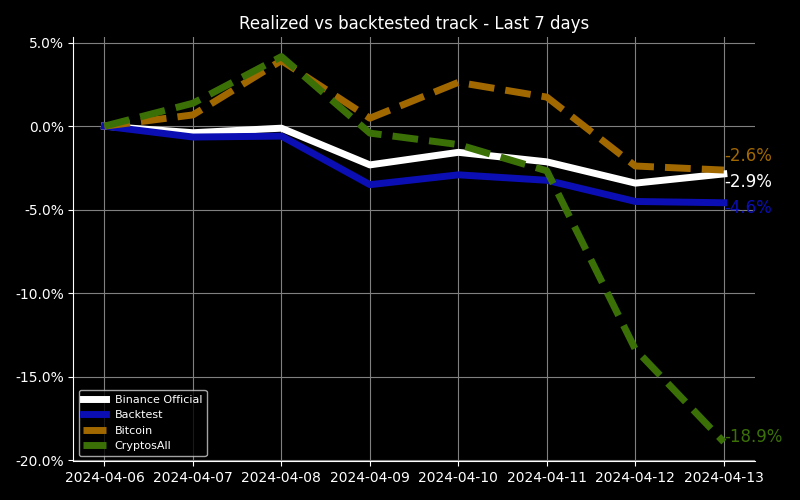 Realized vs backtested track - Last 7 days
5.0%
0.0%
-5.0%
-10.0%
-15.0%
-20.0%
-2.6%
-2.9%
-4.6%
-18.9%
Binance Official
Backtest
Bitcoin
CryptosAll
2024-04-06 2024-04-07 2024-04-08 2024-04-09 2024-04-10 2024-04-11 2024-04-12 2024-04-13